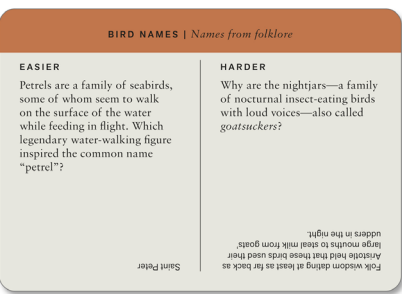 BIRD NAMES | Names from folklore
EASIER
Petrels are a family of seabirds,
some of whom seem to walk
on the surface of the water
while feeding in flight. Which
legendary water-walking figure
inspired the common name
“petrel”?
Saint Peter
HARDER
Why are the nightjars—a family
of nocturnal insect-eating birds
with loud voices—also called
goatsuckers?
Folk wisdom dating at least as far back as
Aristotle held that these birds used their
large mouths to steal milk from goats’
udders in the night.